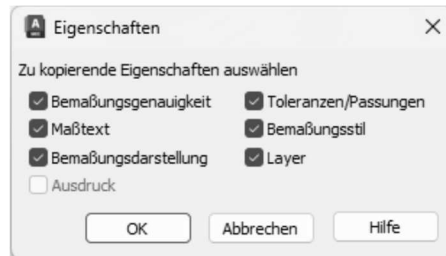 Eigenschaften
Zu kopierende Eigenschaften auswählen
Bemaßungsgenauigkeit Toleranzen/Passungen
Maßtext Bemaßungsstil
Bemaßungsdarstellung Layer
Ausdruck
OK Abbrechen Hilfe